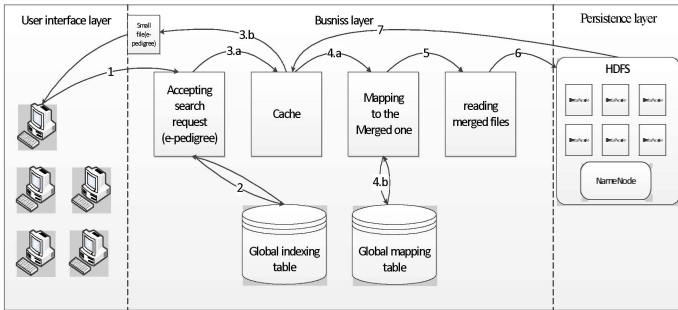 User interface layer
Busniss layer
Persistence layer
Small
file(e-
pedigree)
3.b
7
1
3.a
4.a
5
6
Accepting
search
request
(e-pedigree)
Cache
Mapping
to the
Merged one
reading
merged files
HDFS
NameNode
2
4.b
Global indexing
table
Global mapping
table